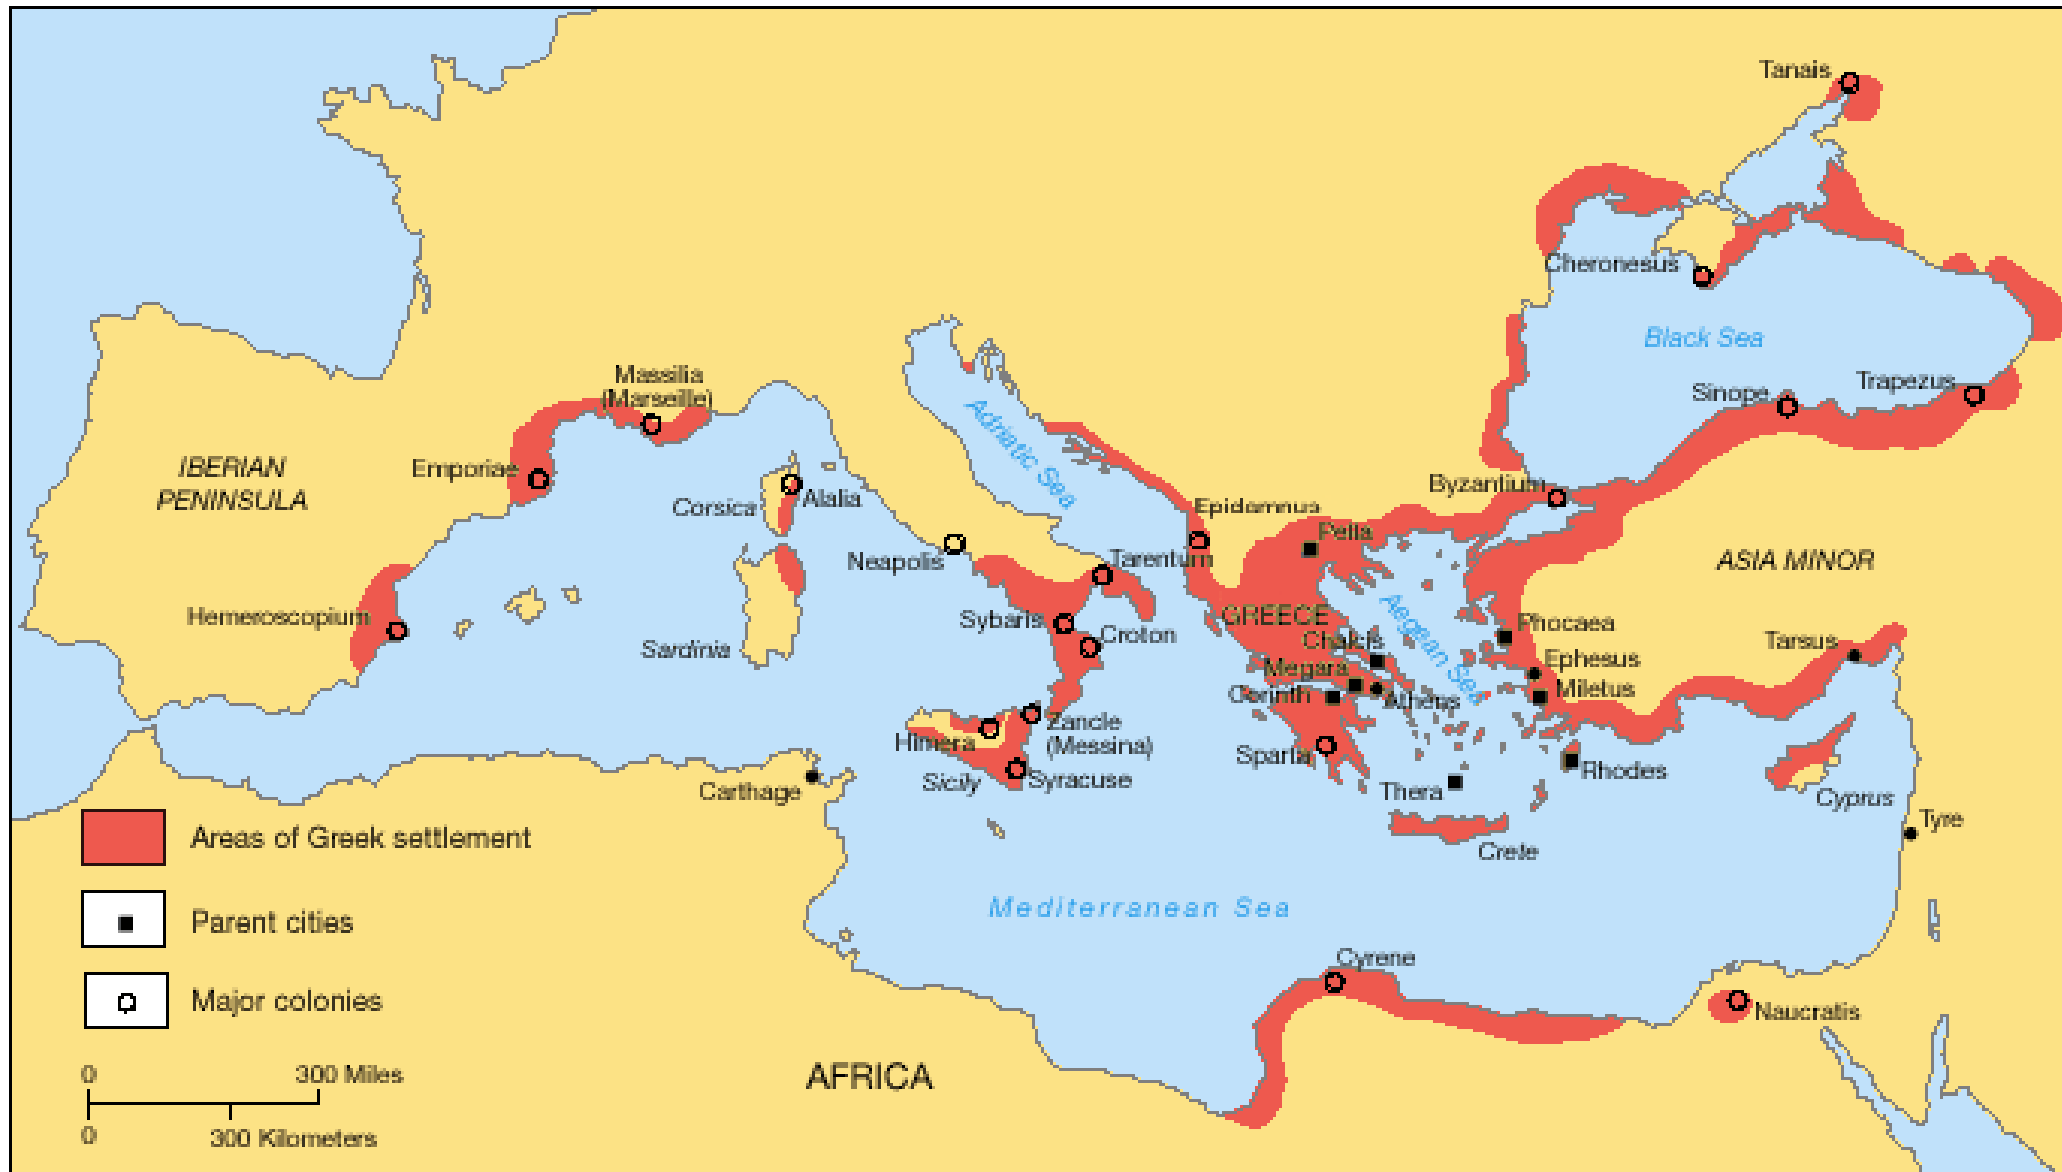 Tanais
Cheronesus
Black Sea
Sinope
Trapezus
Massilia
(Marseille)
Adriatic Sea
IBERIAN
PENINSULA
Emporiae
Corsica
Alalia
Byzantium
Epidamnus
Pella
Neapolis
Tarentum
ASIA MINOR
Hemeroscopium
Sardinia
Sybaris
Croton
GREECE
Aegean Sea
Phocaea
Chalcis
Tarsus
Megara
Ephesus
Corinth
Athens
Miletus
Himera
Zancle
(Messina)
Sparta
Rhodes
Carthage
Sicily
Syracuse
Thera
Cyprus
Tyre
Crete
Areas of Greek settlement
Parent cities
Mediterranean Sea
Major colonies
Cyrene
Naucratis
AFRICA
0
300 Miles
0
300 Kilometers